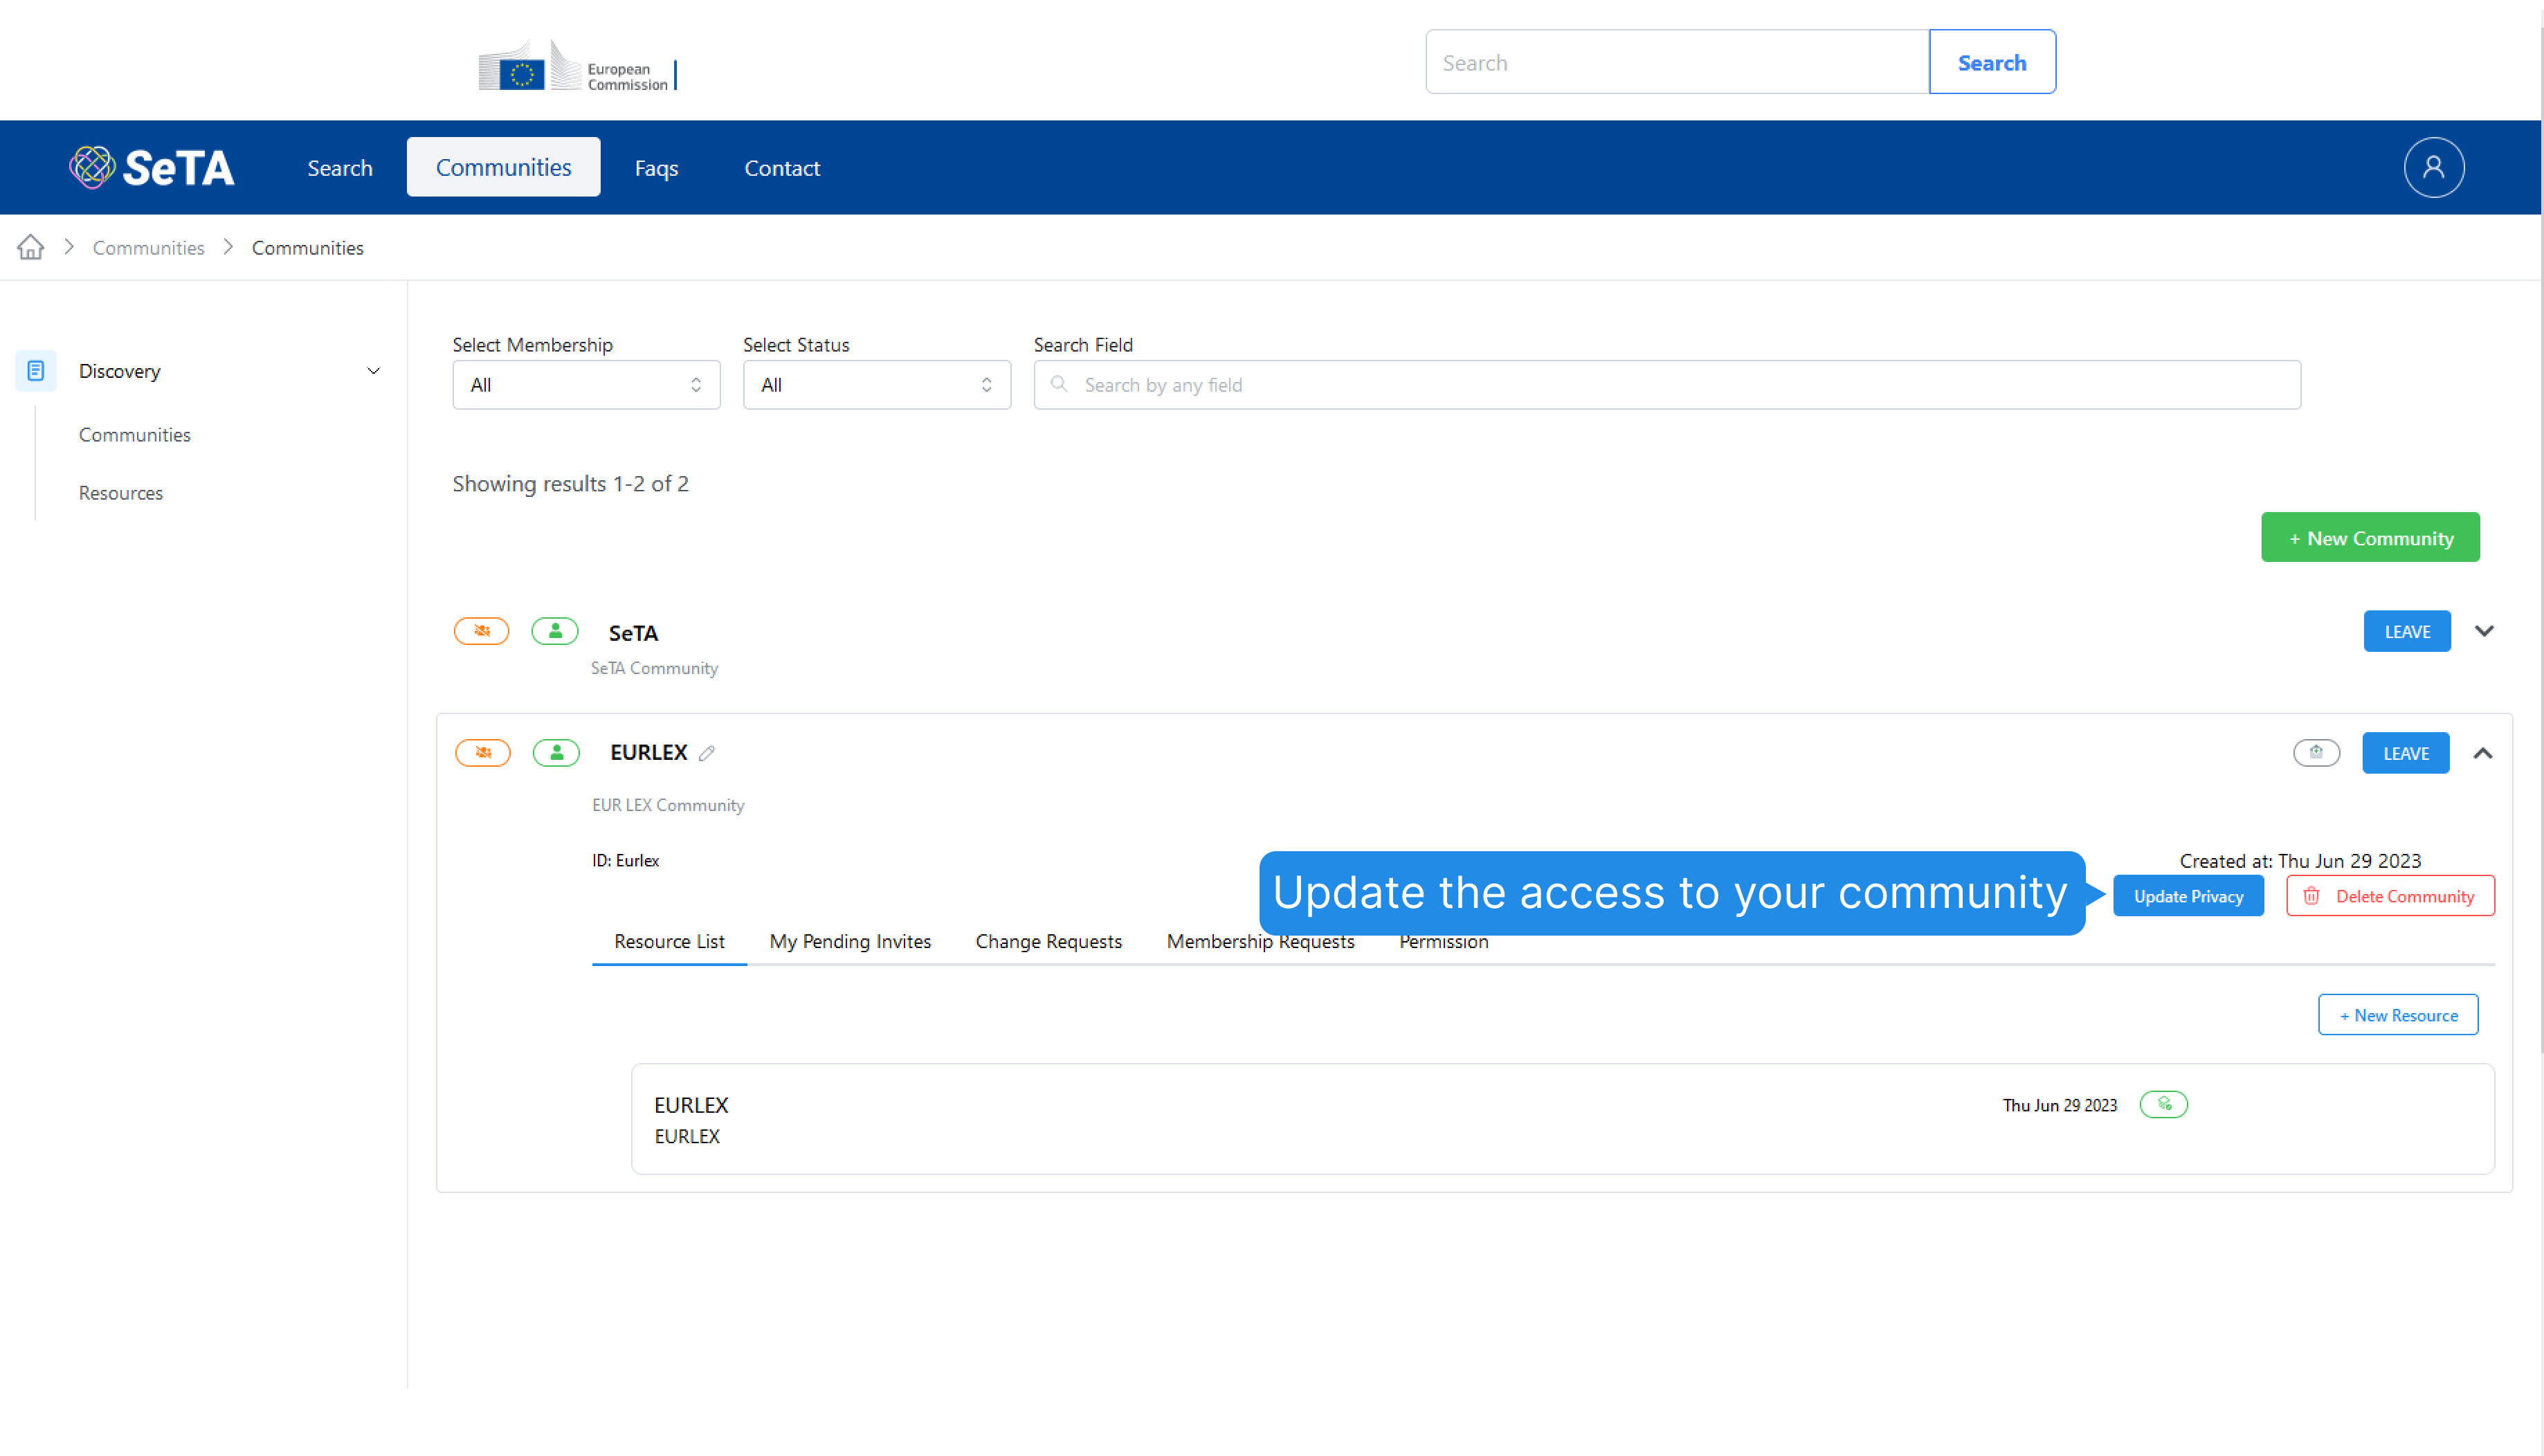 European
Commission
Search
Search
SeTA
Search
Communities
Faqs
Contact
Communities
Communities
Discovery
Communities
Resources
Select Membership
Select Status
Search Field
All
All
Search by any field
Showing results 1-2 of 2
+ New Community
SeTA
LEAVE
SeTA Community
EURLEX
LEAVE
EUR LEX Community
ID: Eurlex
Created at: Thu Jun 29 2023
Update the access to your community
Update Privacy
Delete Community
Resource List
My Pending Invites
Change Requests
Membership Requests
Permission
+ New Resource
EURLEX
Thu Jun 29 2023
EURLEX